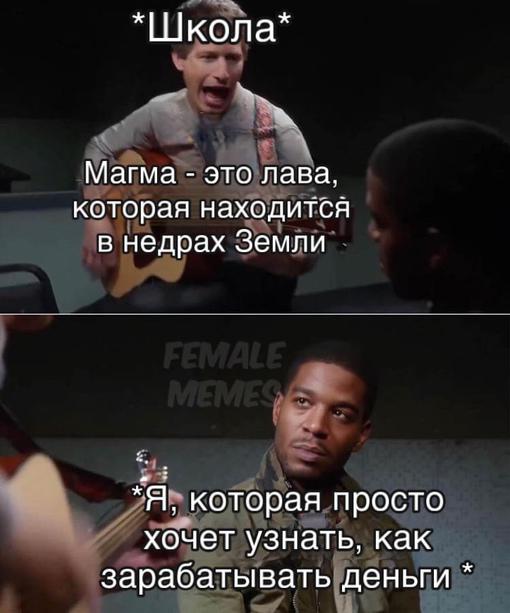 *Школа*
Магма - это лава,
которая находится
в недрах Земли
FEMALE
MEMES
*Я, которая просто
хочет узнать, как
зарабатывать деньги *